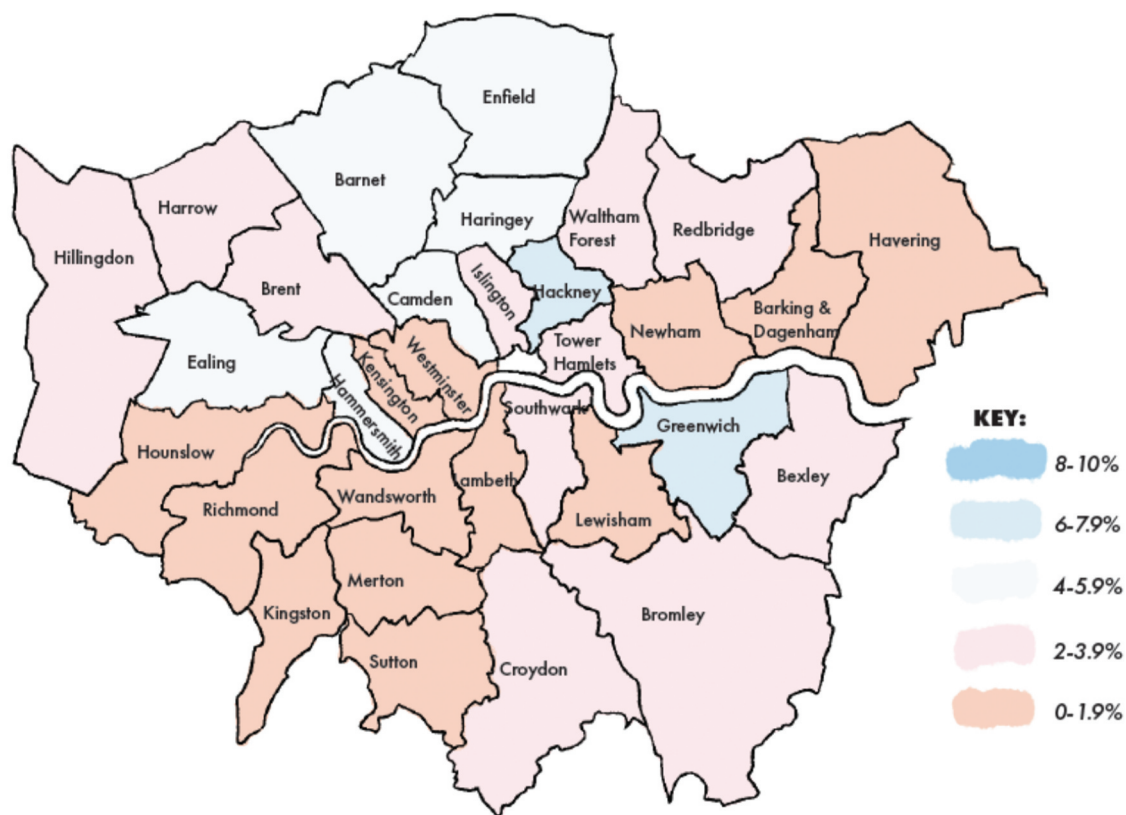 Enfield
Barnet
Harrow
Haringey
Waltham
Forest
Redbridge
Havering
Hillingdon
Brent
Camden
Islington
Hackney
Newham
Barking &
Dagenham
Tower
Hamlets
Ealing
Hammersmith
Kensington
Westminster
Southwark
Greenwich
Hounslow
Richmond
Wandsworth
ambeth
Lewisham
Bexley
Merton
Kingston
Sutton
Croydon
Bromley
KEY:
8-10%
6-7.9%
4-5.9%
2-3.9%
0-1.9%